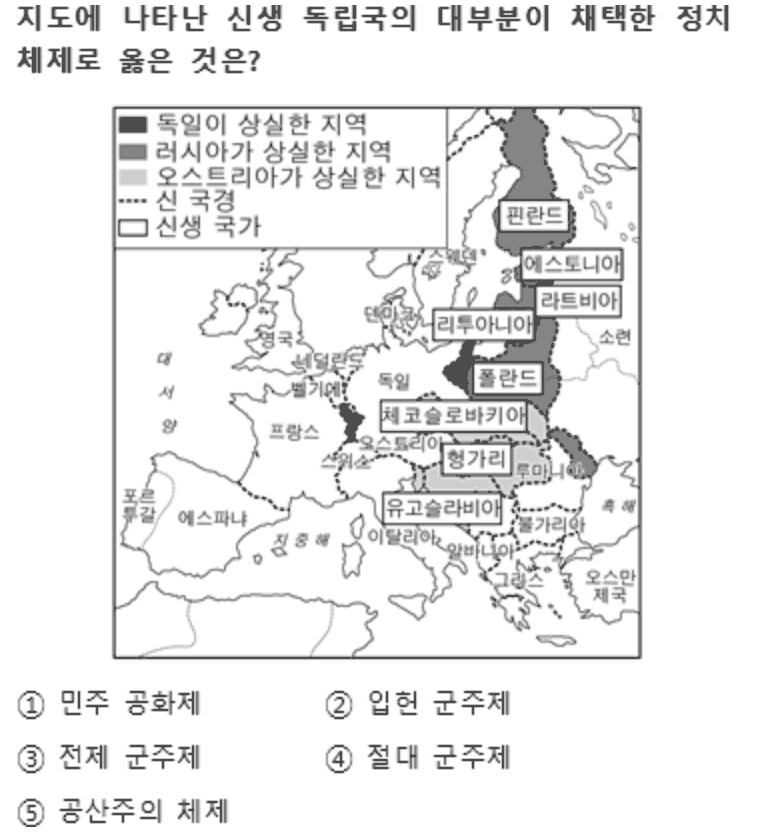 지도에 나타난 신생 독립국의 대부분이 채택한 정치
체제로 옳은 것은?
독일이 상실한 지역
러시아가 상실한 지역
오스트리아가 상실한 지역
신 국경
신생 국가
핀란드
스웨덴
에스토니아
라트비아
덴마크
리투아니아
영국
소련
대
서
양
네덜란드
벨기에
독일
폴란드
체코슬로바키아
프랑스
오스트리아
스위스
헝가리
루마니아
포르
투갈
에스파냐
유고슬라비아
흑 해
지 중 해
이탈리아
불가리아
알바니아
그리스
오스만
제국
① 민주 공화제 ② 입헌 군주제
③ 전제 군주제 ④ 절대 군주제
⑤ 공산주의 체제